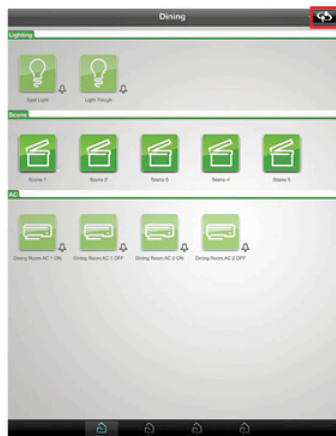 Dining
Lighting
Spot Light
Light Trough
Scene
Scene 1
Scene 2
Scene 3
Scene 4
Scene 5
AC
Dining Room AC 1 ON
Dining Room AC 1 OFF
Dining Room AC 2 ON
Dining Room AC 2 OFF